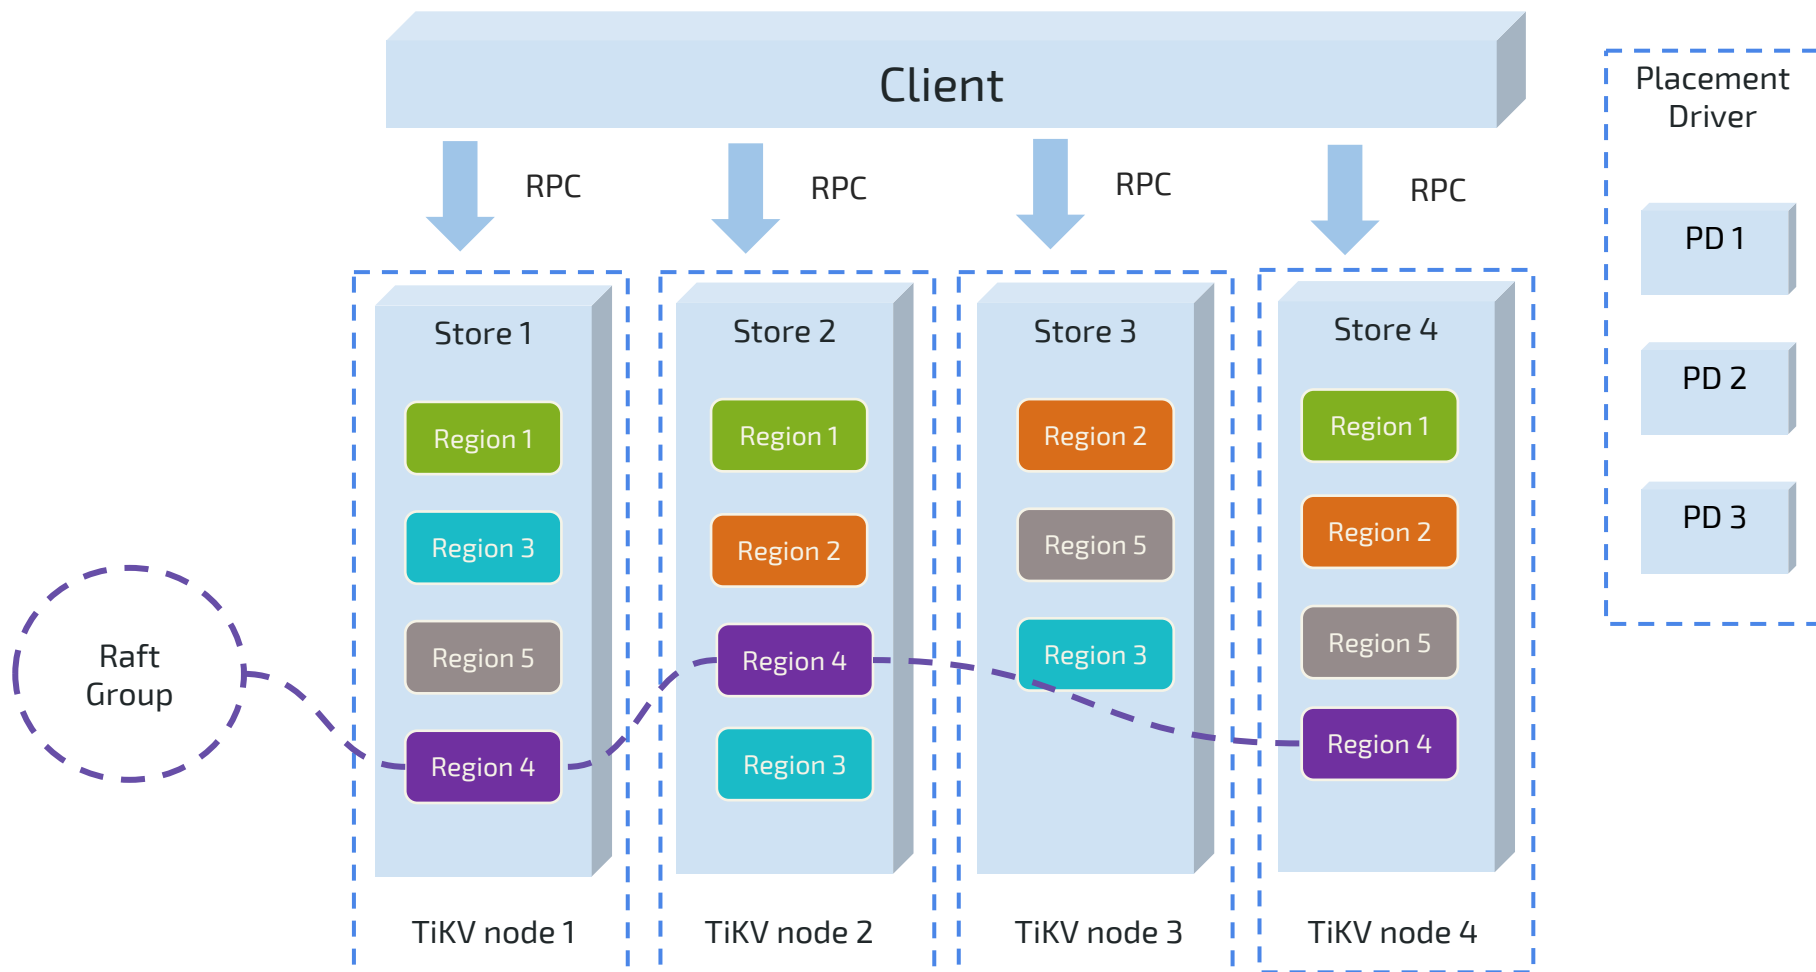 Client
Placement
Driver
RPC
RPC
RPC
RPC
PD 1
PD 2
PD 3
Store 1
Region 1
Region 3
Region 5
Region 4
TiKV node 1
Store 2
Region 1
Region 2
Region 4
Region 3
TiKV node 2
Store 3
Region 2
Region 5
Region 3
TiKV node 3
Store 4
Region 1
Region 2
Region 5
Region 4
TiKV node 4
Raft
Group